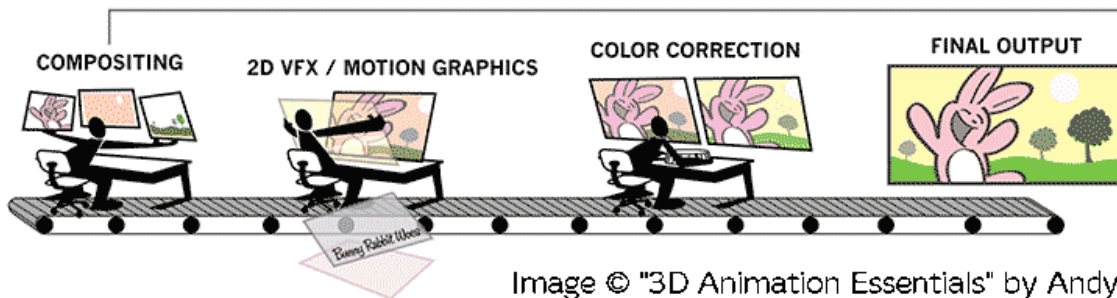 COMPOSITING
2D VFX / MOTION GRAPHICS
COLOR CORRECTION
FINAL OUTPUT
Bunny Rabbit Woes
Image © "3D Animation Essentials" by Andy